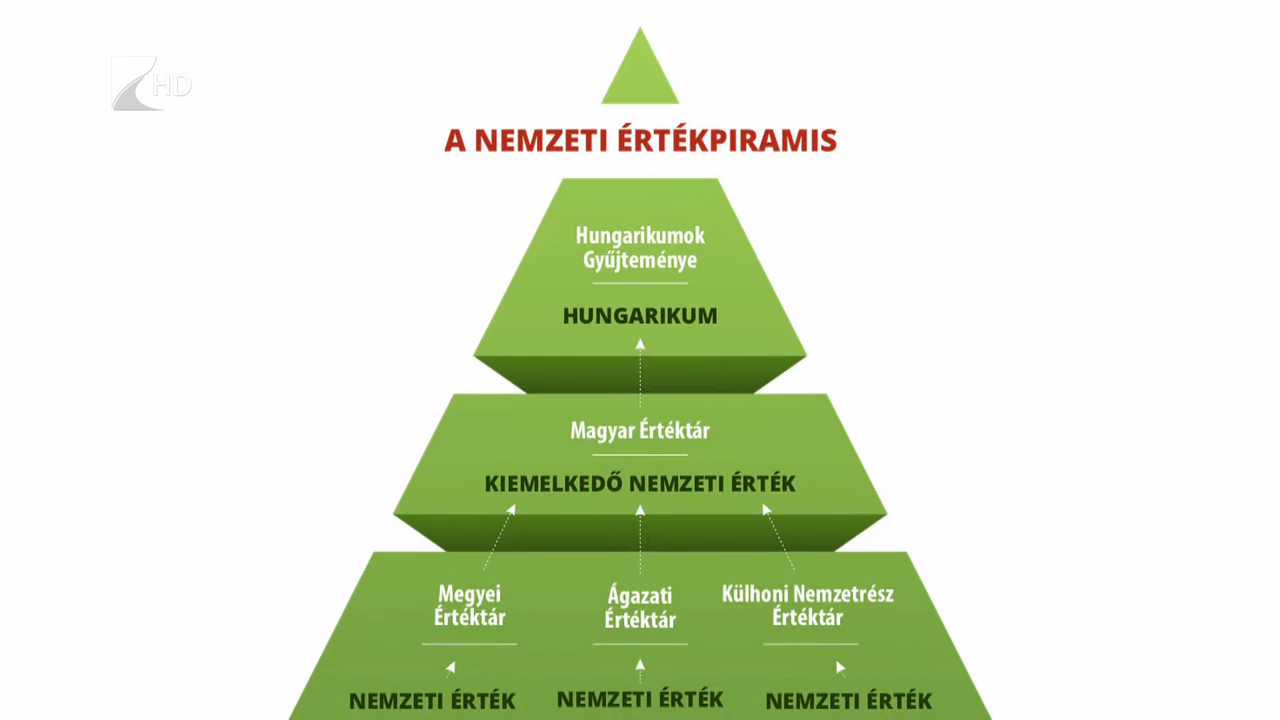 HD
A NEMZETI ÉRTÉKPIRAMIS
Hungarikumok
Gyűjteménye
HUNGARIKUM
Magyar Értéktár
KIEMELKEDŐ NEMZETI ÉRTÉK
Megyei
Értéktár
Ágazati
Értéktár
Külhoni Nemzetrész
Értéktár
NEMZETI ÉRTÉK
NEMZETI ÉRTÉK
NEMZETI ÉRTÉK